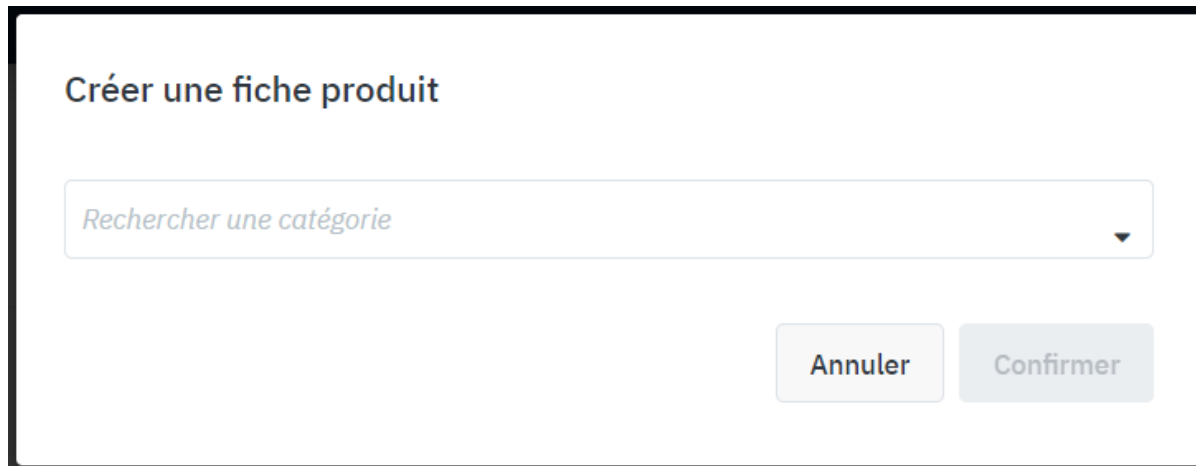 Créer une fiche produit
Rechercher une catégorie
Annuler Confirmer